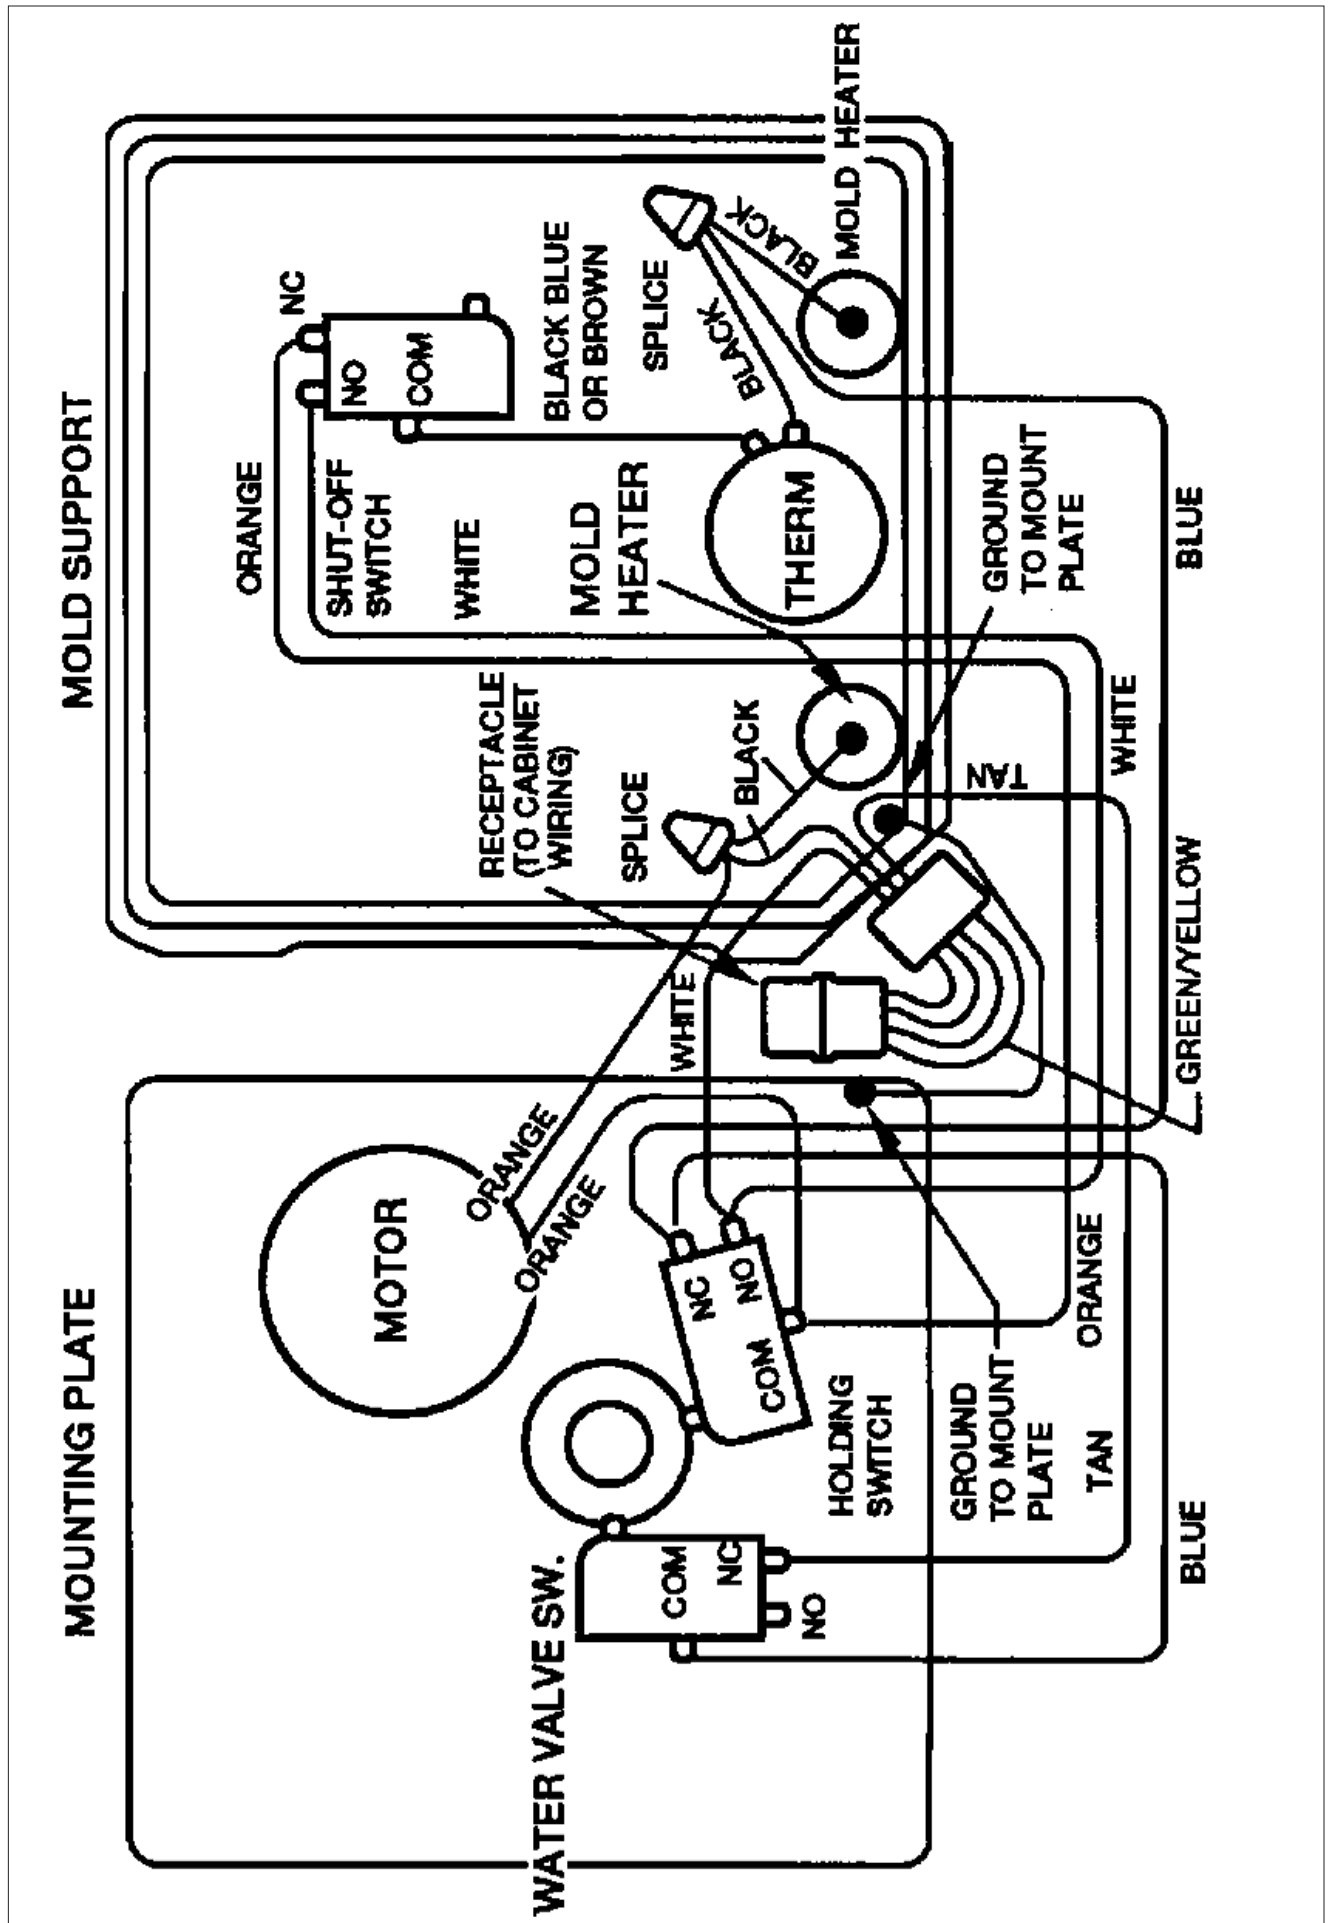 MOUNTING PLATE
MOLD SUPPORT
MOTOR
ORANGE
ORANGE
WATER VALVE SW.
COM
NC
NO
NC
NO
COM
HOLDING
SWITCH
GROUND
TO MOUNT
PLATE
TAN
ORANGE
BLUE
WHITE
RECEPTACLE
(TO CABINET
WIRING)
SPLICE
BLACK
ORANGE
SHUT-OFF
SWITCH
WHITE
NC
NO
COM
BLACK BLUE
OR BROWN
MOLD
HEATER
THERM
SPLICE
BLACK
BLACK
MOLD HEATER
GROUND
TO MOUNT
PLATE
TAN
WHITE
BLUE
GREEN/YELLOW